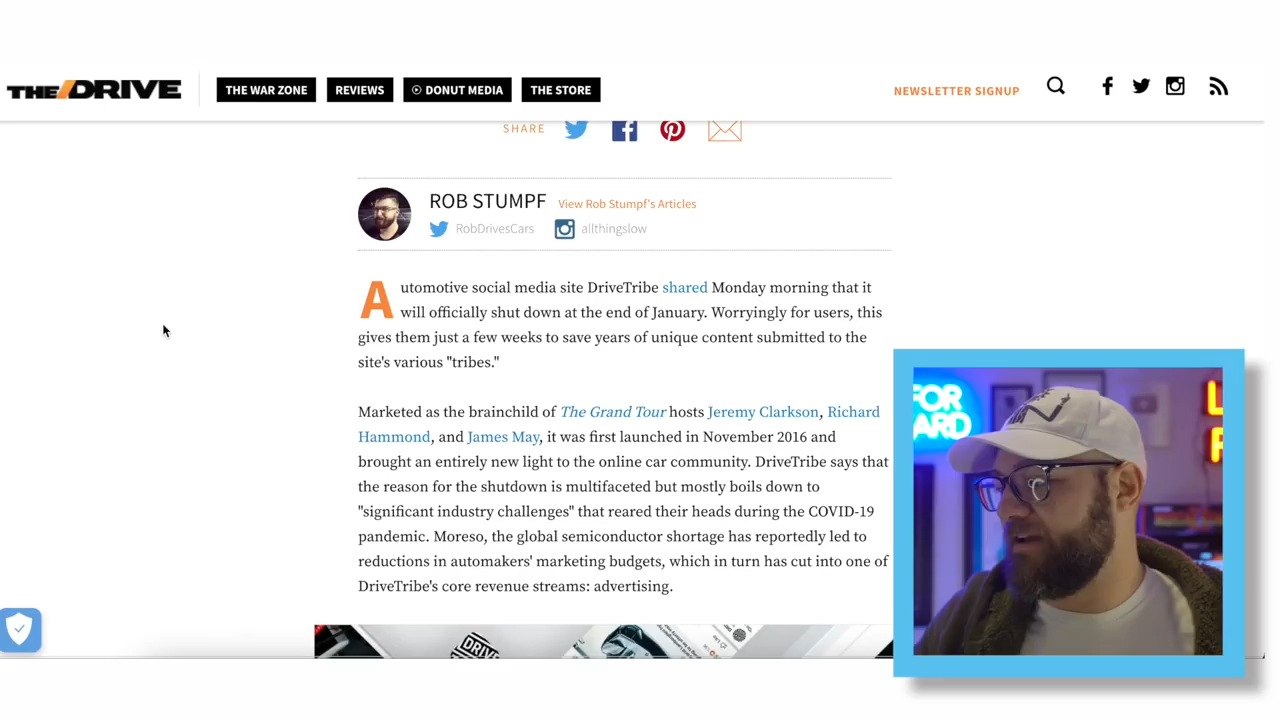 THE DRIVE
THE WAR ZONE
REVIEWS
DONUT MEDIA
THE STORE
NEWSLETTER SIGNUP
SHARE
ROB STUMPF View Rob Stumpf's Articles
RobDrivesCars allthingslow
Automotive social media site DriveTribe shared Monday morning that it
will officially shut down at the end of January. Worryingly for users, this
gives them just a few weeks to save years of unique content submitted to the
site's various "tribes."
Marketed as the brainchild of The Grand Tour hosts Jeremy Clarkson, Richard
Hammond, and James May, it was first launched in November 2016 and
brought an entirely new light to the online car community. DriveTribe says that
the reason for the shutdown is multifaceted but mostly boils down to
"significant industry challenges" that reared their heads during the COVID-19
pandemic. Moreso, the global semiconductor shortage has reportedly led to
reductions in automakers' marketing budgets, which in turn has cut into one of
DriveTribe's core revenue streams: advertising.
DRIVE
FOR